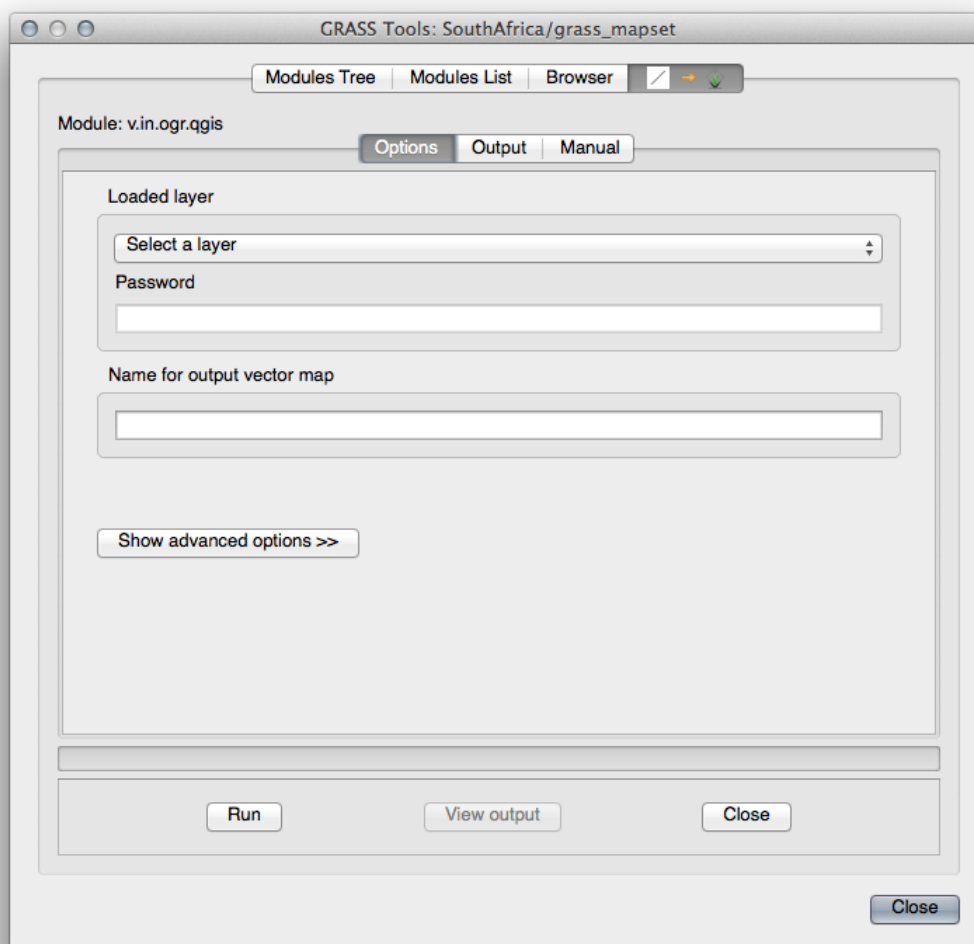 GRASS Tools: SouthAfrica/grass_mapset
Modules Tree Modules List Browser
Module: v.in.ogr.qgis
Options Output Manual
Loaded layer
Select a layer
Password
Name for output vector map
Show advanced options >>
Run View output Close
Close